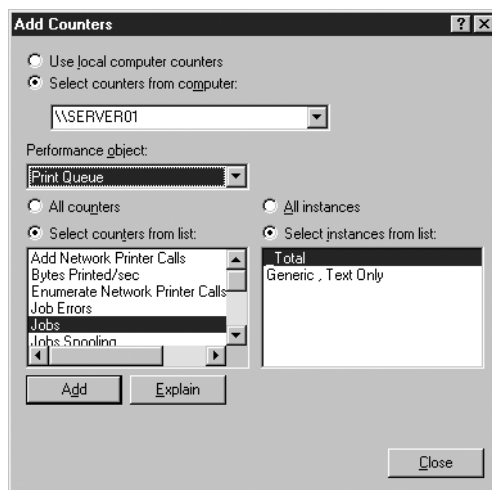 Add Counters
Use local computer counters
Select counters from computer:
\\SERVER01
Performance object:
Print Queue
All counters
All instances
Select counters from list:
Select instances from list:
Add Network Printer Calls
Bytes Printed/sec
Enumerate Network Printer Calls
Job Errors
Jobs
Jobs Spooling
_Total
Generic , Text Only
Add
Explain
Close